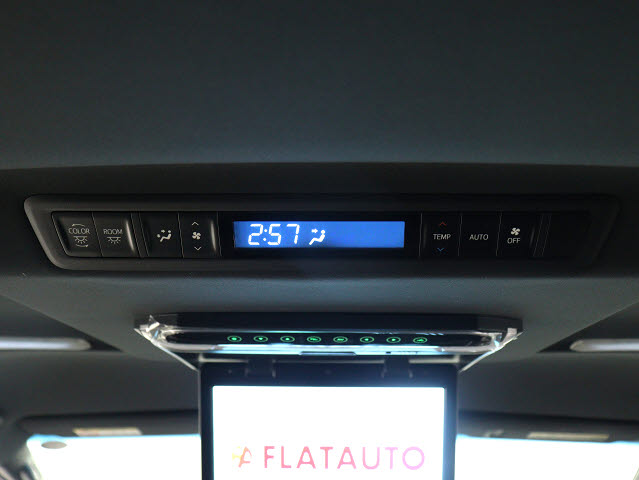 COLOR ROOM 2:57 TEMP AUTO OFF
FLATAUTO